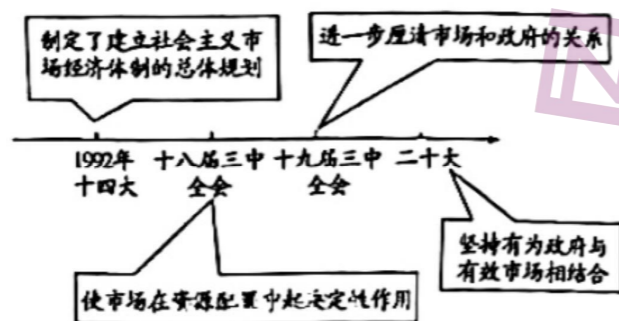 制定了建立社会主义市
场经济体制的总体规划
进一步厘清市场和政府的关系
1992年
十四大
十八届三中
全会
十九届三中
全会
二十大
坚持有为政府与
有效市场相结合
使市场在资源配置中起决定性作用